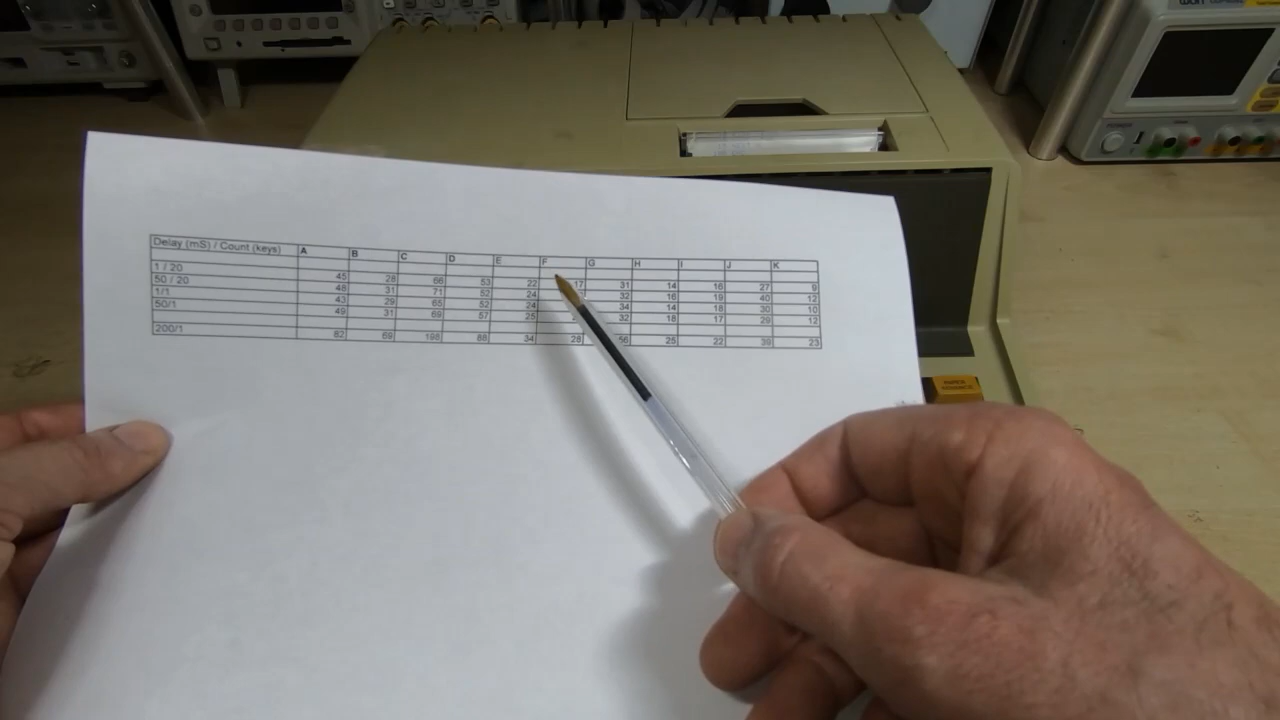 Delay (mS) / Count (keys) A B C D E F G H I J K
1 / 20 45 28 66 53 22 17 31 14 16 27 9
50 / 20 48 31 71 52 24 32 16 19 40 12
1/1 43 29 65 52 24 34 14 18 30 10
50/1 49 31 69 57 25 32 18 17 29 12
200/1 62 69 198 88 34 28 56 25 22 39 23